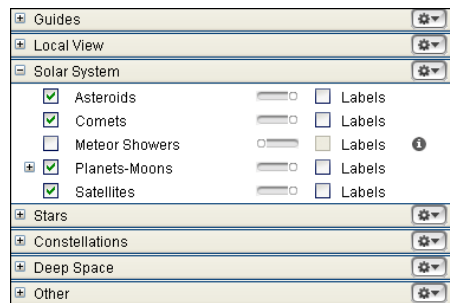 Guides
Local View
Solar System
Asteroids Labels
Comets Labels
Meteor Showers Labels
Planets-Moons Labels
Satellites Labels
Stars
Constellations
Deep Space
Other